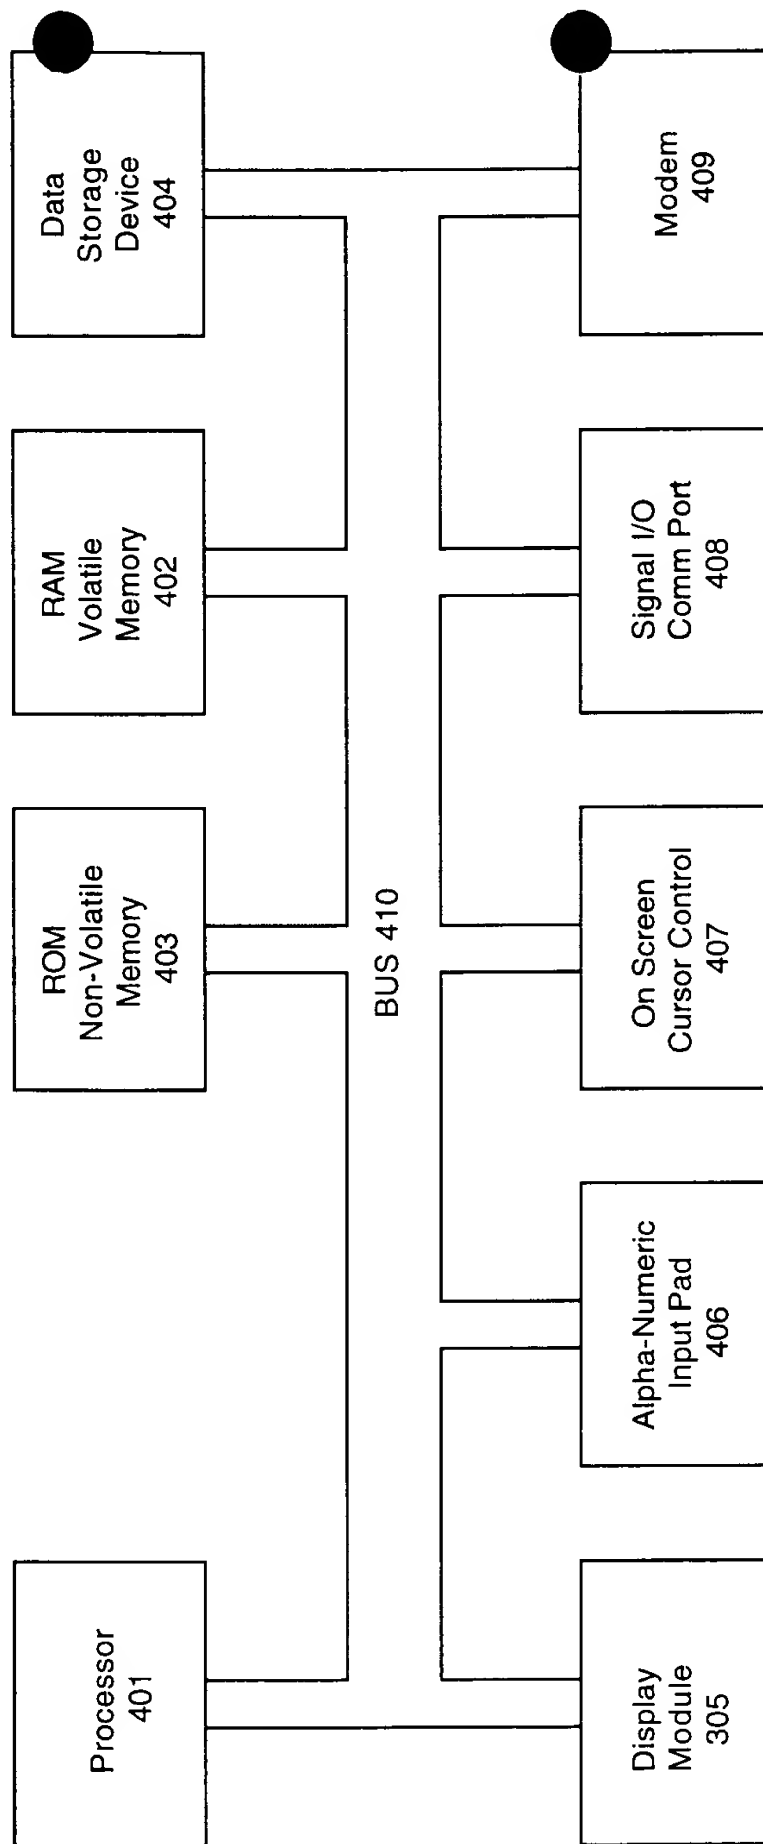 Processor
401
ROM
Non-Volatile
Memory
403
RAM
Volatile
Memory
402
Data
Storage
Device
404
BUS 410
Display
Module
305
Alpha-Numeric
Input Pad
406
On Screen
Cursor Control
407
Signal I/O
Comm Port
408
Modem
409